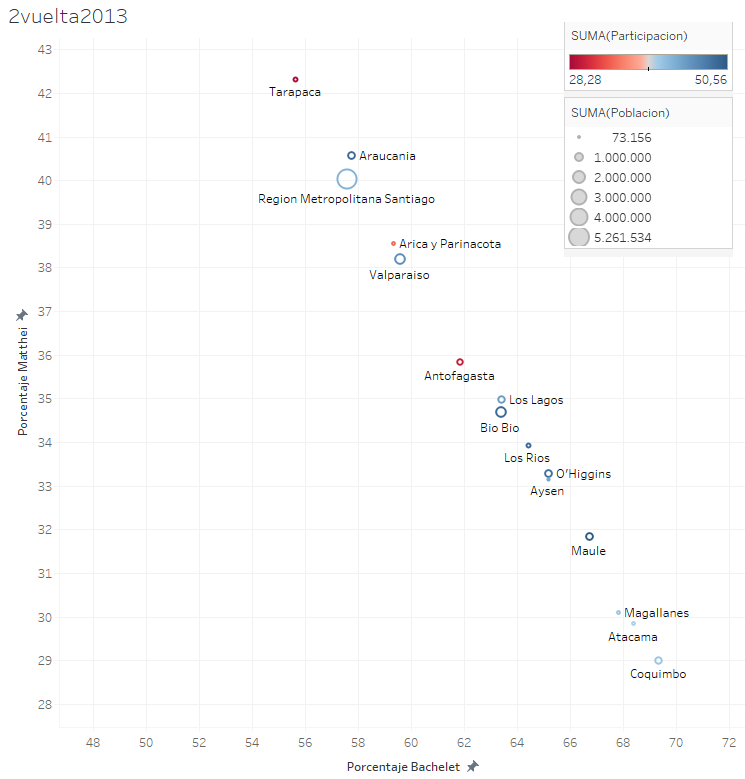 2vuelta2013
SUMA(Participacion)
28,28 50,56
SUMA(Poblacion)
73.156
1.000.000
2.000.000
3.000.000
4.000.000
5.261.534
Porcentaje Matthei
43
42
41
40
39
38
37
36
35
34
33
32
31
30
29
28
Tarapaca
Araucania
Region Metropolitana Santiago
Arica y Parinacota
Valparaiso
Antofagasta
Los Lagos
Bio Bio
Los Rios
O'Higgins
Aysen
Maule
Magallanes
Atacama
Coquimbo
48 50 52 54 56 58 60 62 64 66 68 70 72
Porcentaje Bachelet